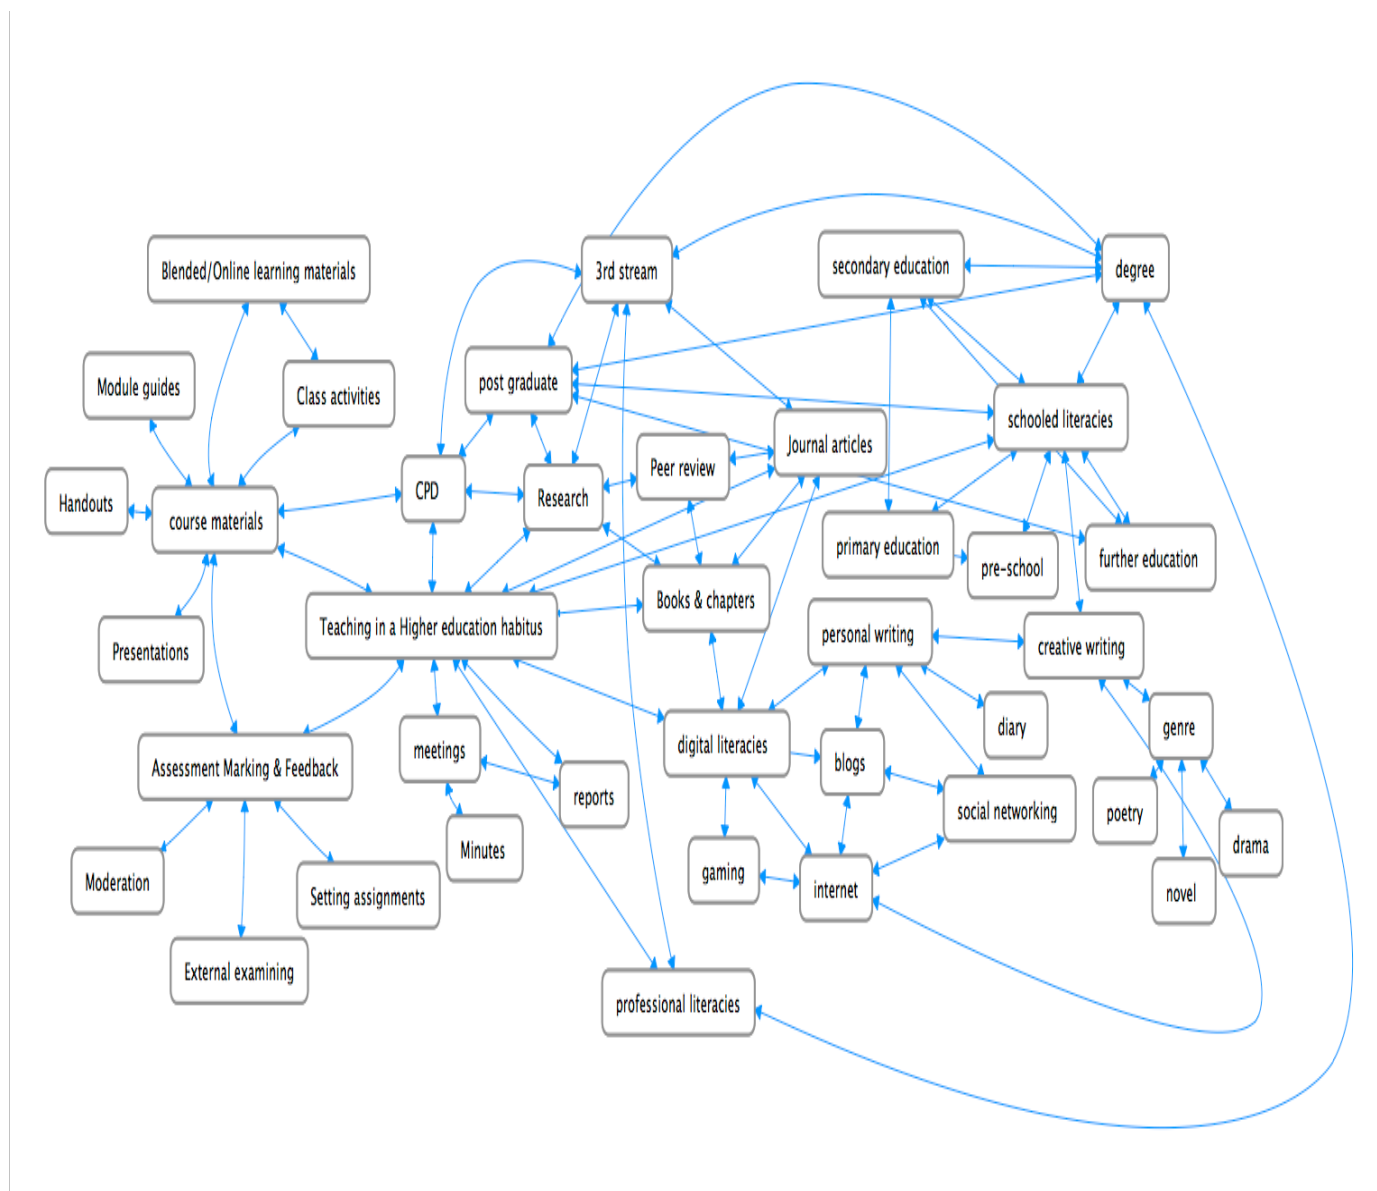 Blended/Online learning materials
3rd stream
secondary education
degree
Module guides
Class activities
post graduate
schooled literacies
Journal articles
Peer review
Handouts
course materials
CPD
Research
primary education
pre-school
further education
Books & chapters
Teaching in a Higher education habitus
personal writing
creative writing
Presentations
diary
genre
digital literacies
meetings
blogs
Assessment Marking & Feedback
reports
social networking
poetry
drama
Minutes
gaming
internet
novel
Moderation
Setting assignments
External examining
professional literacies